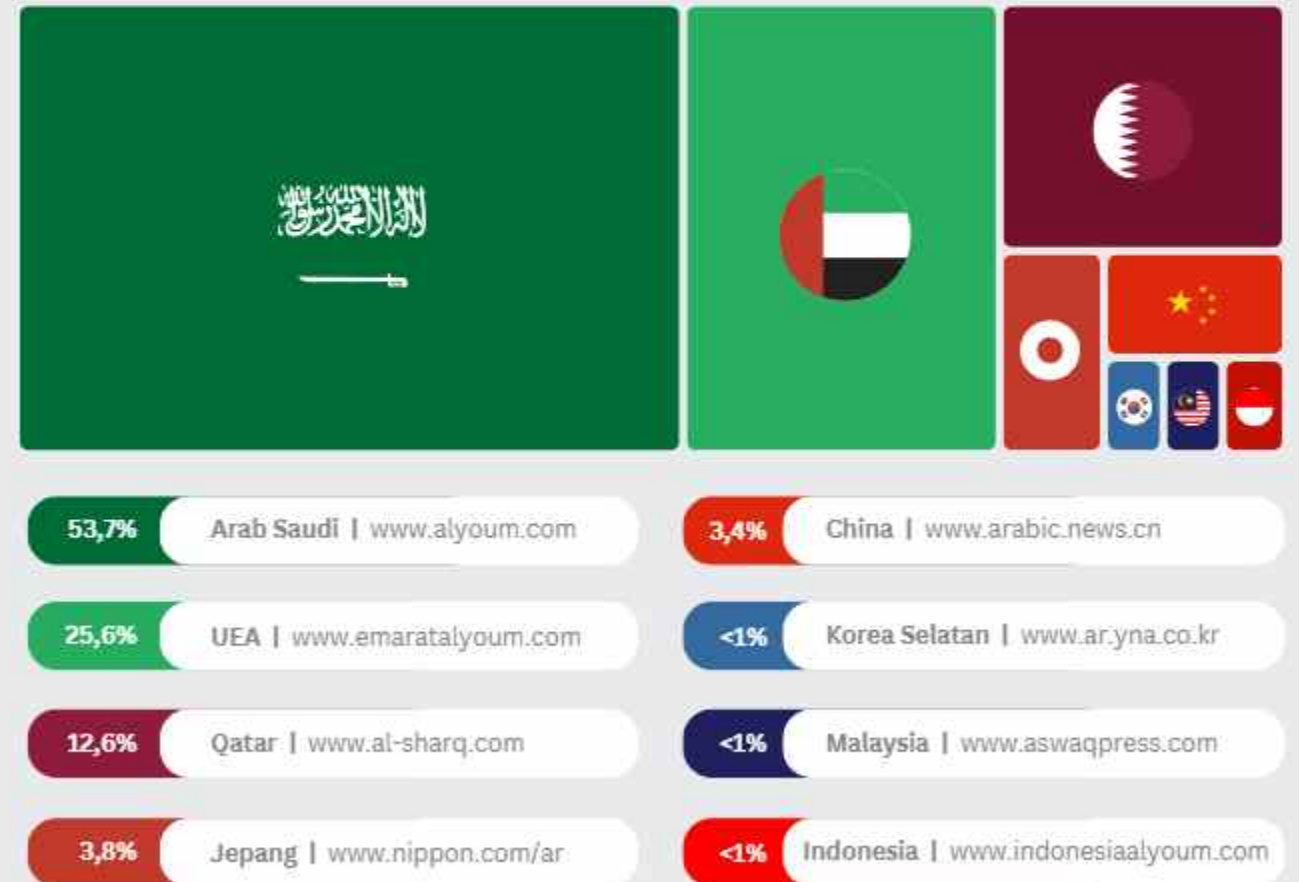 لا إله إلا الله محمد رسول الله
53,7% Arab Saudi | www.alyoum.com
3,4% China | www.arabic.news.cn
25,6% UEA | www.emaratalyoum.com
<1% Korea Selatan | www.ar.yna.co.kr
12,6% Qatar | www.al-sharq.com
<1% Malaysia | www.aswaqpress.com
3,8% Jepang | www.nippon.com/ar
<1% Indonesia | www.indonesiaalyoum.com